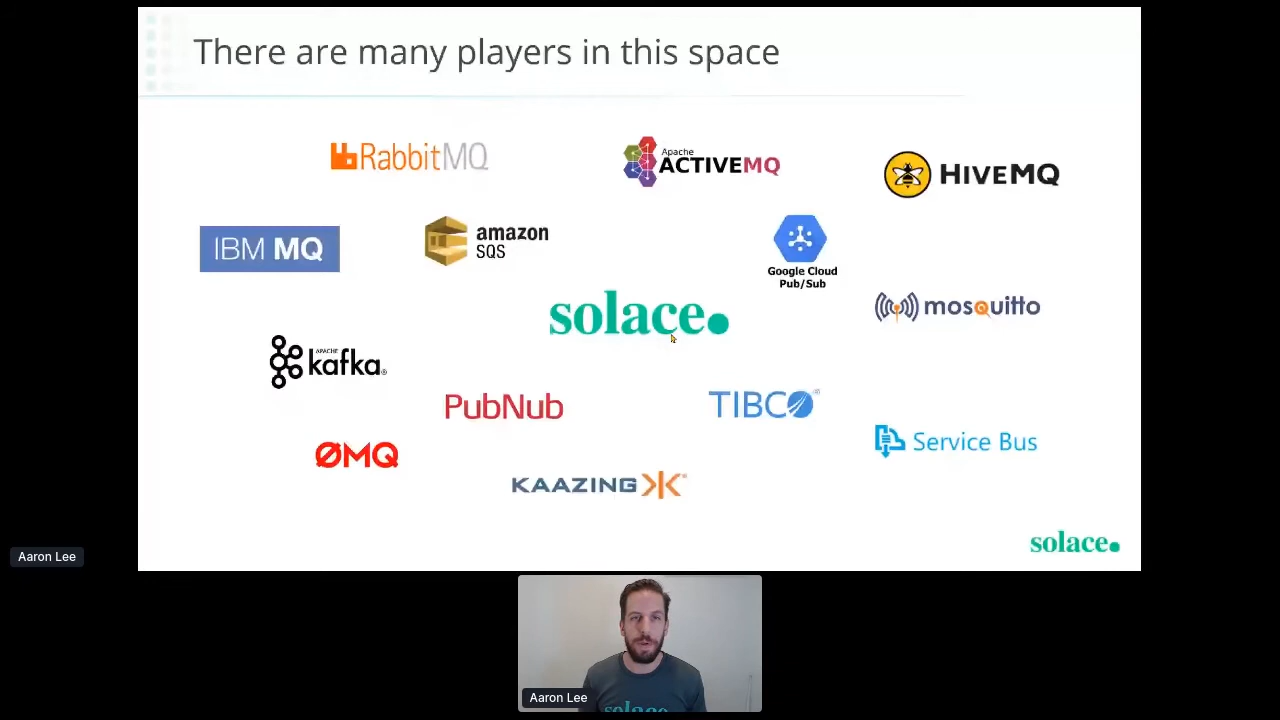 There are many players in this space
RabbitMQ
Apache
ACTIVEMQ
HIVEMQ
IBM MQ
amazon
SQS
Google Cloud
Pub/Sub
solace.
mosquitto
APACHE
kafka®
PubNub
TIBCO®
Service Bus
ØMQ
KAAZING
solace.
Aaron Lee
Aaron Lee
solace